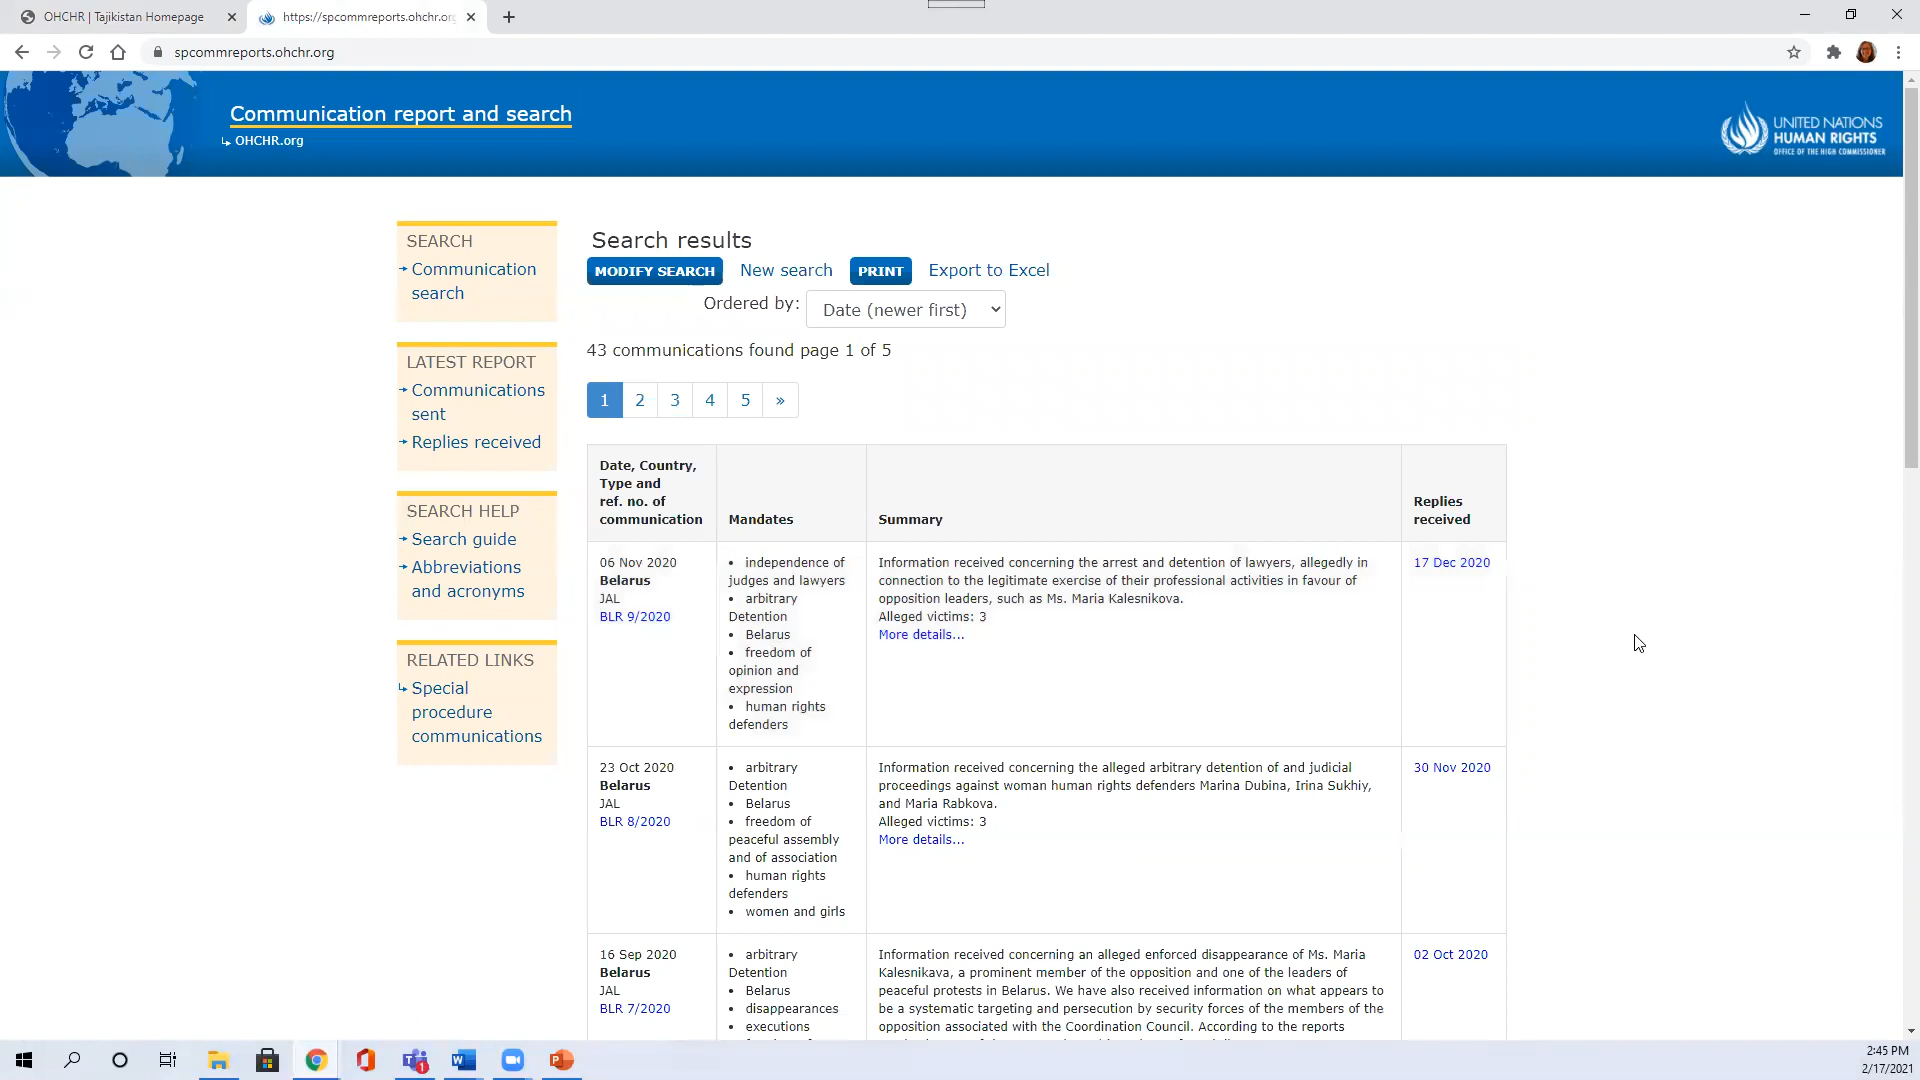 OHCHR | Tajikistan Homepage
https://spcommreports.ohchr.or
spcommreports.ohchr.org
Communication report and search
OHCHR.org
UNITED NATIONS
HUMAN RIGHTS
OFFICE OF THE HIGH COMMISSIONER
SEARCH
Communication
search
LATEST REPORT
Communications
sent
Replies received
SEARCH HELP
Search guide
Abbreviations
and acronyms
RELATED LINKS
Special
procedure
communications
Search results
MODIFY SEARCH New search PRINT Export to Excel
Ordered by: Date (newer first)
43 communications found page 1 of 5
1 2 3 4 5 »
Date, Country,
Type and
ref. no. of
communication
Mandates
Summary
Replies
received
06 Nov 2020
Belarus
JAL
BLR 9/2020
• independence of
judges and lawyers
• arbitrary
Detention
• Belarus
• freedom of
opinion and
expression
• human rights
defenders
Information received concerning the arrest and detention of lawyers, allegedly in
connection to the legitimate exercise of their professional activities in favour of
opposition leaders, such as Ms. Maria Kalesnikova.
Alleged victims: 3
More details...
17 Dec 2020
23 Oct 2020
Belarus
JAL
BLR 8/2020
• arbitrary
Detention
• Belarus
• freedom of
peaceful assembly
and of association
• human rights
defenders
• women and girls
Information received concerning the alleged arbitrary detention of and judicial
proceedings against woman human rights defenders Marina Dubina, Irina Sukhiy,
and Maria Rabkova.
Alleged victims: 3
More details...
30 Nov 2020
16 Sep 2020
Belarus
JAL
BLR 7/2020
• arbitrary
Detention
• Belarus
• disappearances
• executions
Information received concerning an alleged enforced disappearance of Ms. Maria
Kalesnikava, a prominent member of the opposition and one of the leaders of
peaceful protests in Belarus. We have also received information on what appears to
be a systematic targeting and persecution by security forces of the members of the
opposition associated with the Coordination Council. According to the reports
02 Oct 2020
1
2:45 PM
2/17/2021